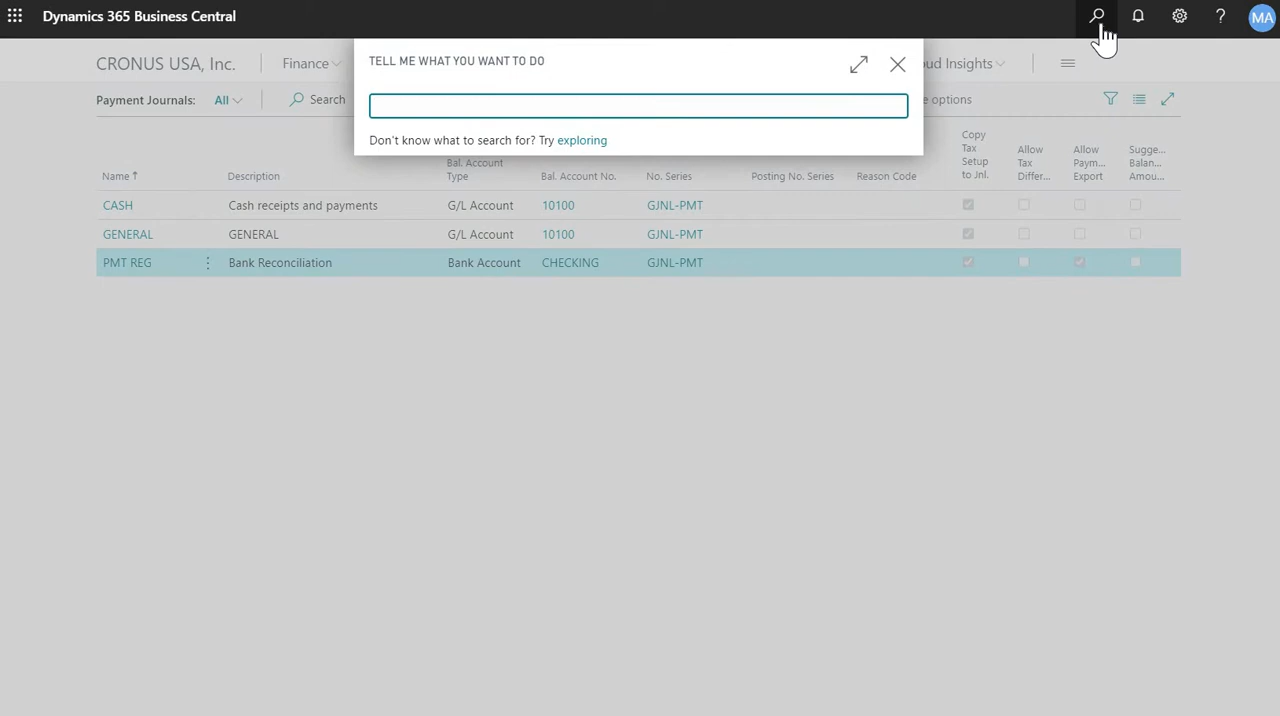 Dynamics 365 Business Central
MA
TELL ME WHAT YOU WANT TO DO
CRONUS USA, Inc.
Finance
oud Insights
Payment Journals: All
Search
e options
Don't know what to search for? Try exploring
Name ↑
Description
Bal. Account Type
Bal. Account No.
No. Series
Posting No. Series
Reason Code
Copy Tax Setup to Jnl.
Allow Tax Differ...
Allow Paym... Export
Sugge... Balan... Amou...
CASH Cash receipts and payments G/L Account 10100 GJNL-PMT
GENERAL GENERAL G/L Account 10100 GJNL-PMT
PMT REG Bank Reconciliation Bank Account CHECKING GJNL-PMT